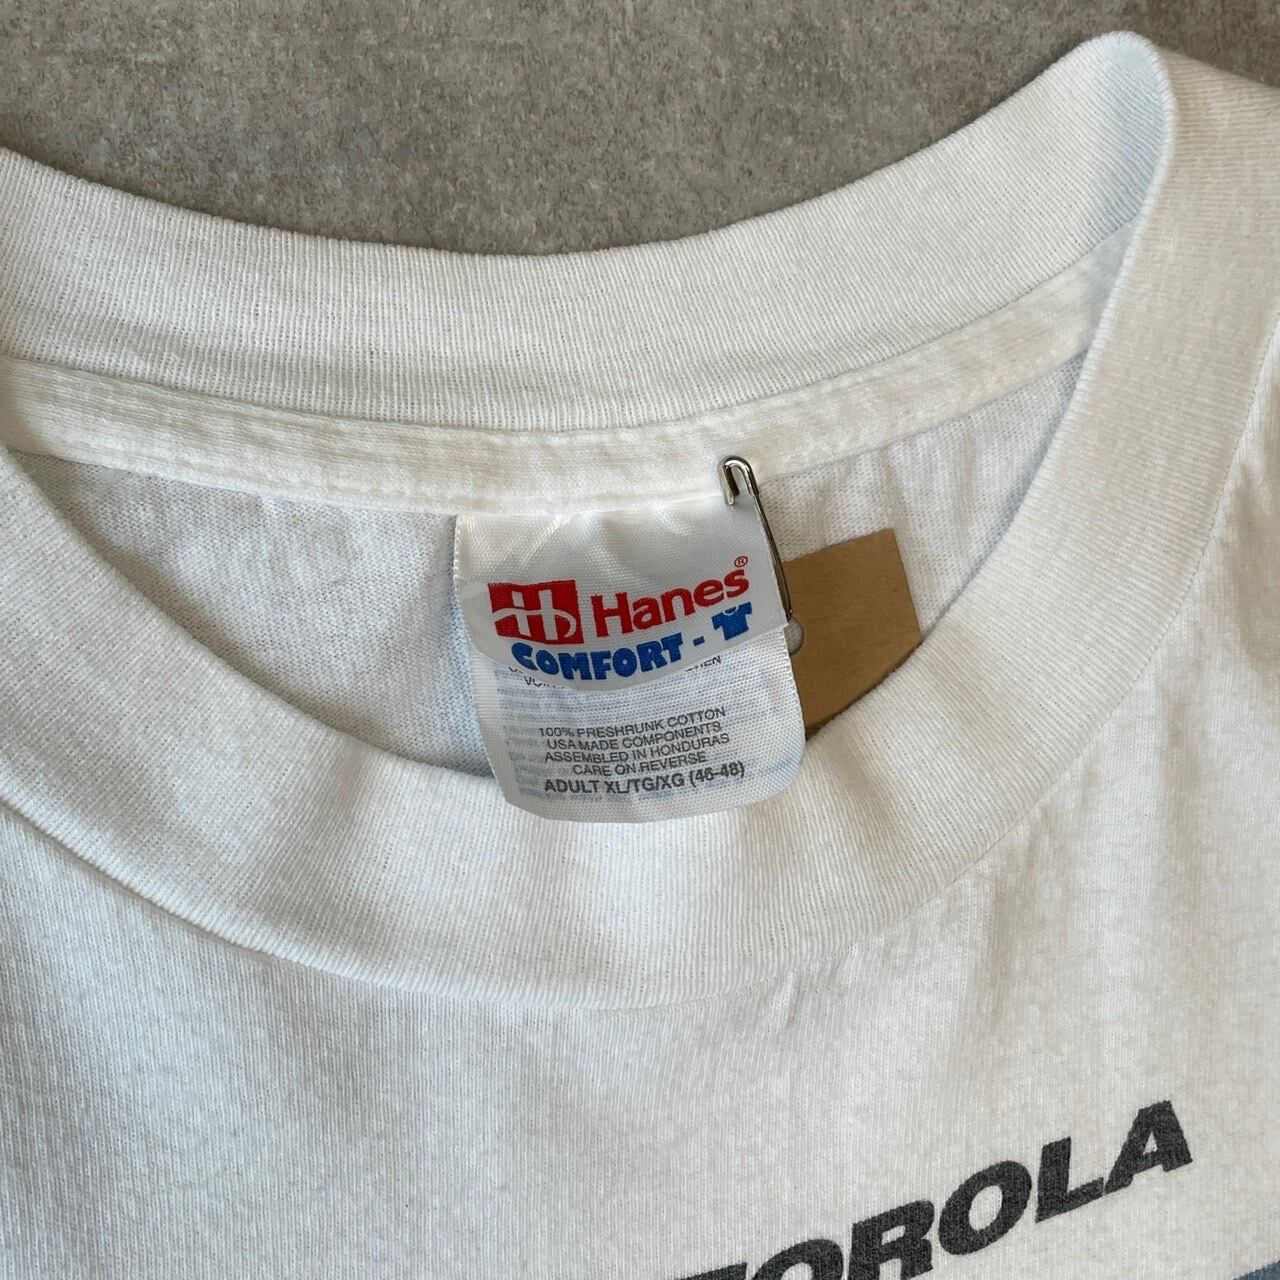 Hanes®
COMFORT-T
100% PRESHRUNK COTTON
USA MADE COMPONENTS
ASSEMBLED IN HONDURAS
CARE ON REVERSE
ADULT XL/TG/XG (46-48)
TOROLA